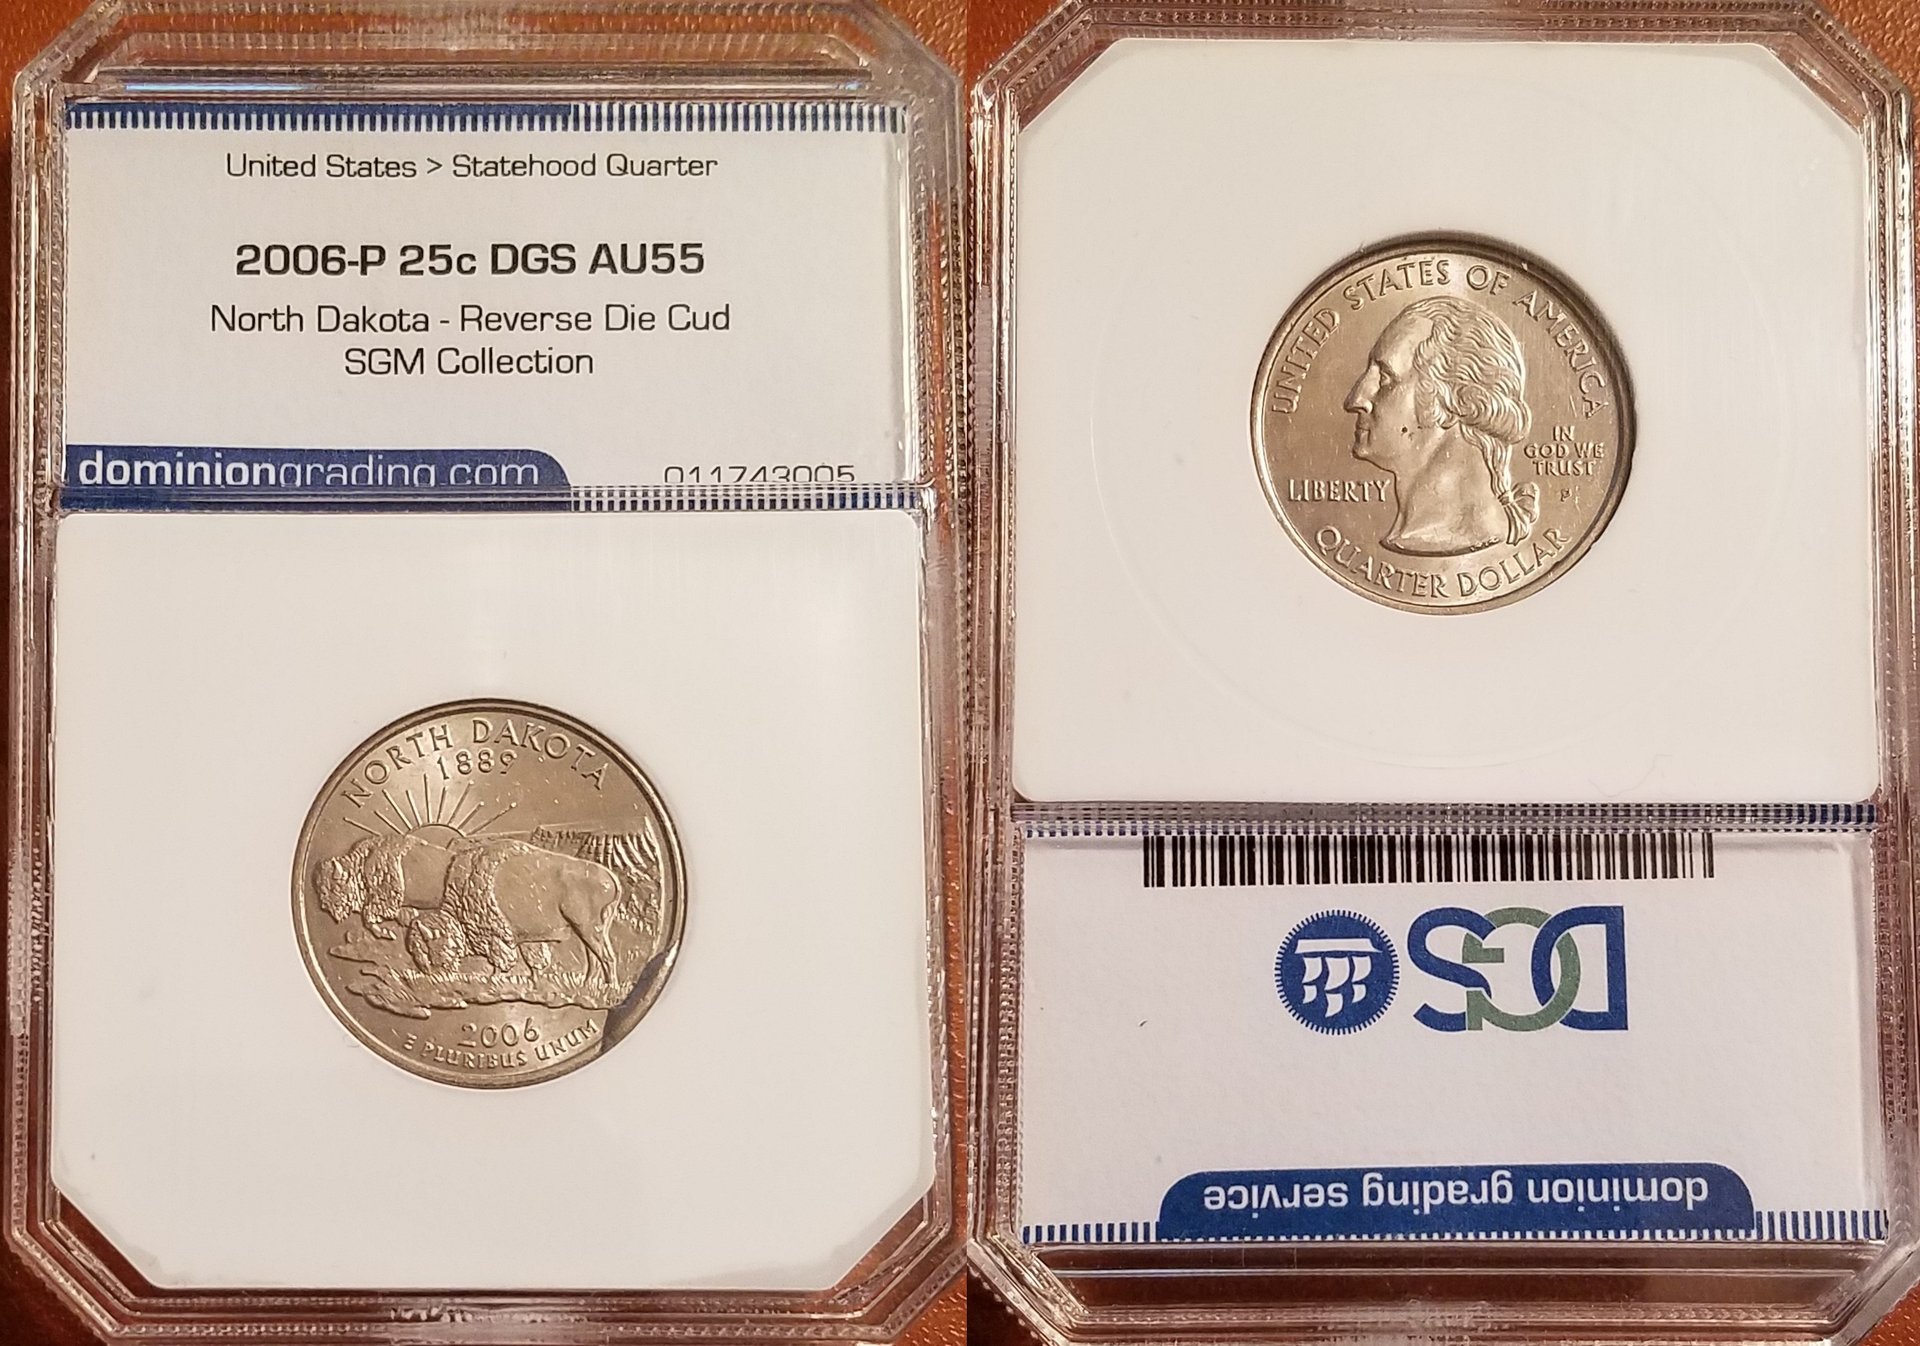 United States > Statehood Quarter
2006-P 25c DGS AU55
North Dakota - Reverse Die Cud
SGM Collection
dominiongrading.com
011743005
NORTH DAKOTA
1889
2006
E PLURIBUS UNUM
UNITED STATES OF AMERICA
IN
GOD WE
TRUST
LIBERTY
P
QUARTER DOLLAR
DGS
dominion grading service